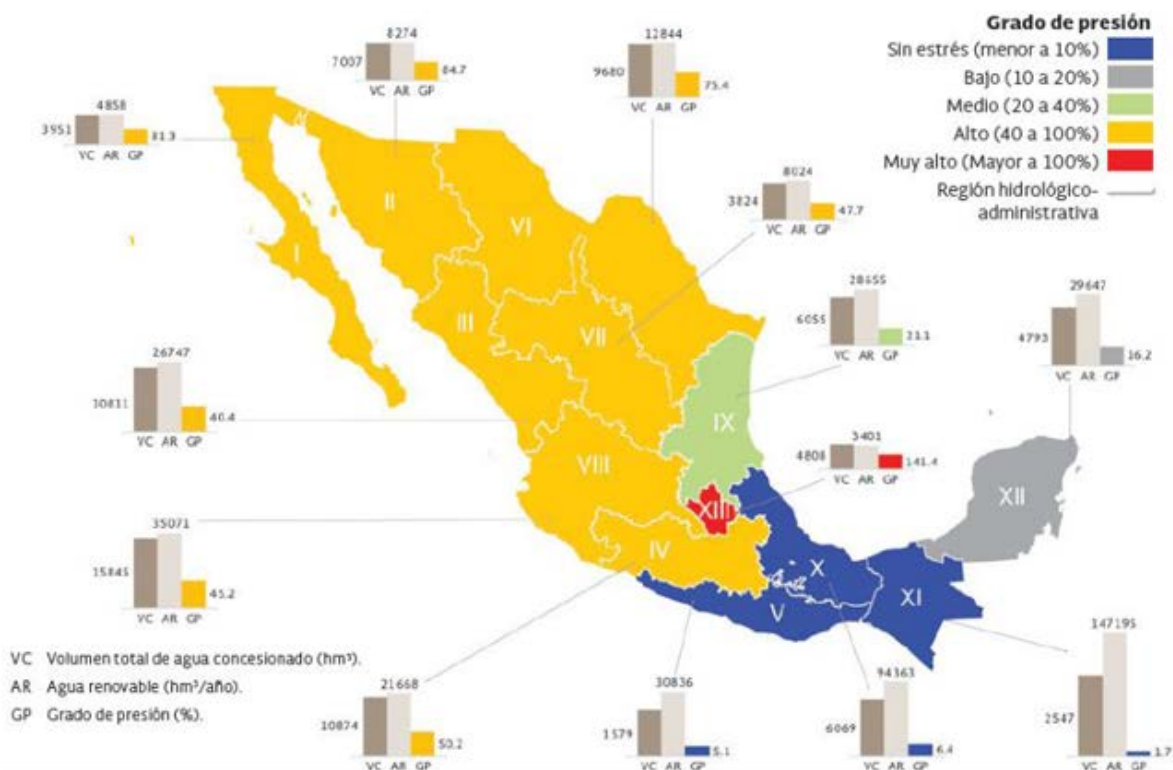 Grado de presión
Sin estrés (menor a 10%)
Bajo (10 a 20%)
Medio (20 a 40%)
Alto (40 a 100%)
Muy alto (Mayor a 100%)
Región hidrológico-
administrativa
8274
7007
84.7
VC AR GP
12844
9680
75.4
VC AR GP
4858
3951
81.3
VC AR GP
8024
3824
47.7
VC AR GP
28655
6055
21.1
VC AR GP
29647
4793
16.2
VC AR GP
26747
10811
40.4
VC AR GP
3401
4808
141.4
VC AR GP
35071
15845
45.2
VC AR GP
21668
10874
50.2
VC AR GP
30836
1579
5.1
VC AR GP
94363
6069
6.4
VC AR GP
147195
2547
1.7
VC AR GP
I
II
VI
III
VII
IX
VIII
XIII
IV
X
V
XI
XII
VC Volumen total de agua concesionado (hm³).
AR Agua renovable (hm³/año).
GP Grado de presión (%).